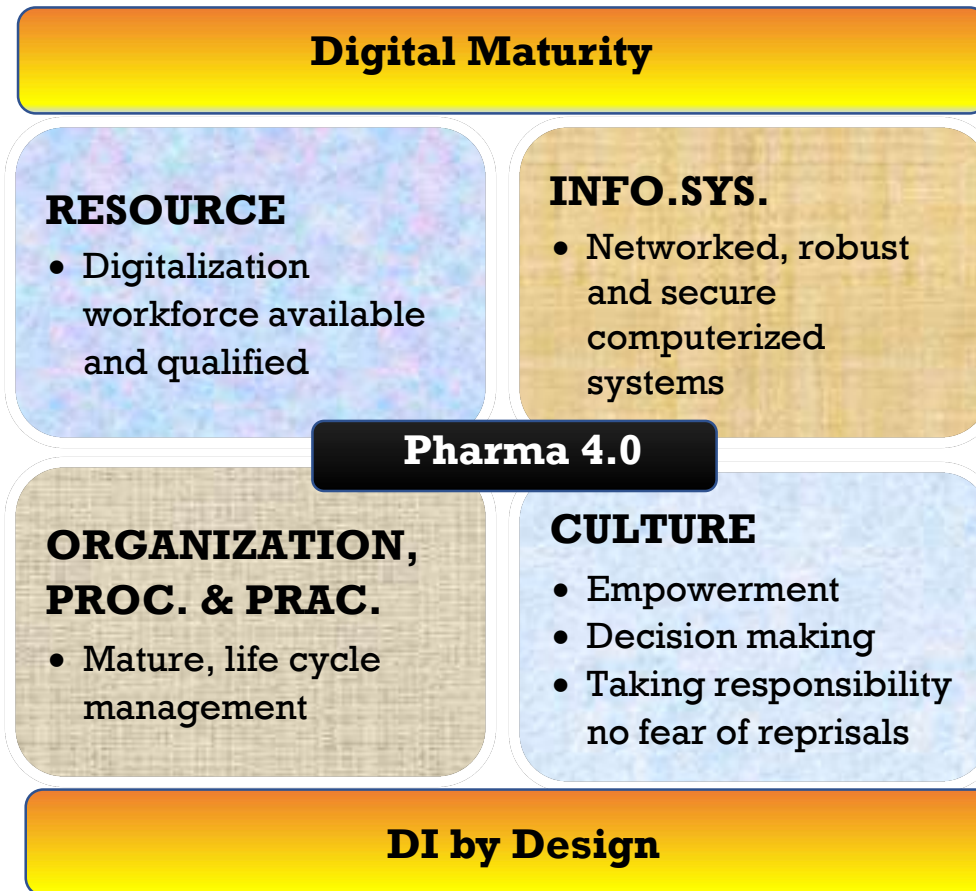 Digital Maturity
RESOURCE
• Digitalization
workforce available
and qualified
INFO.SYS.
• Networked, robust
and secure
computerized
systems
Pharma 4.0
ORGANIZATION,
PROC. & PRAC.
• Mature, life cycle
management
CULTURE
• Empowerment
• Decision making
• Taking responsibility
no fear of reprisals
DI by Design